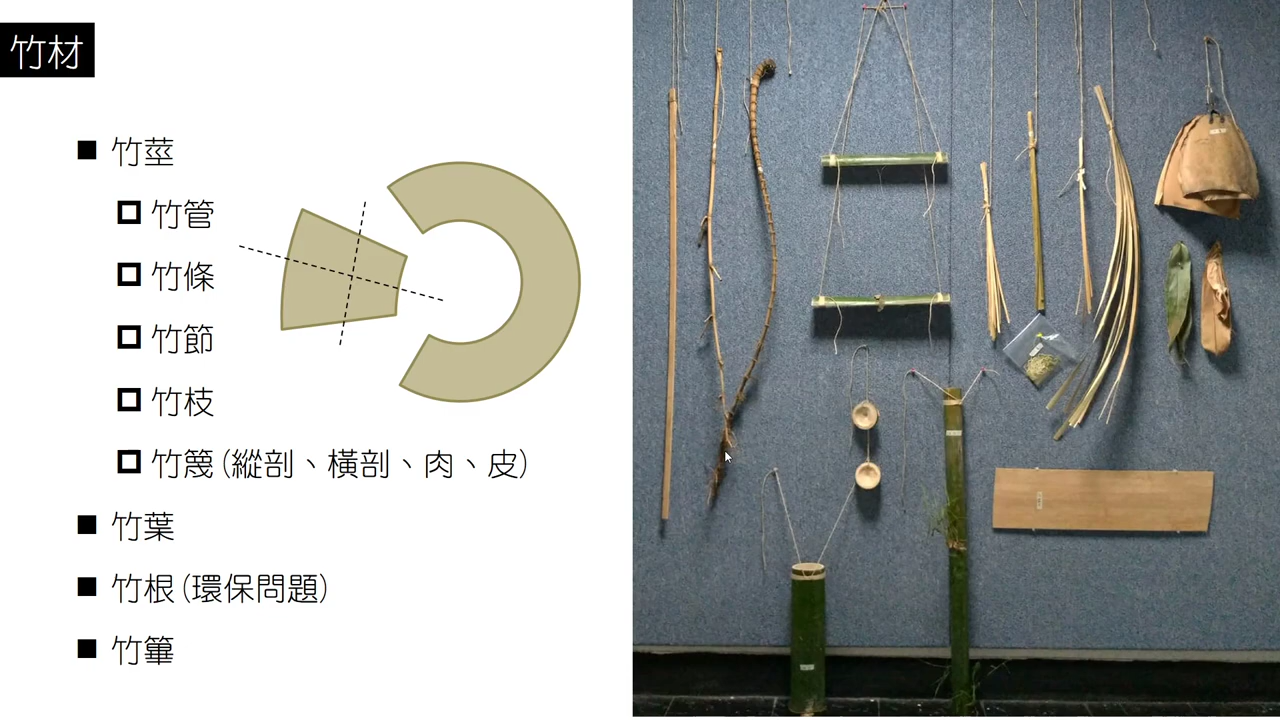 竹材
竹莖
竹管
竹條
竹節
竹枝
竹篾(縱剖、橫剖、肉、皮)
竹葉
竹根(環保問題)
竹篳